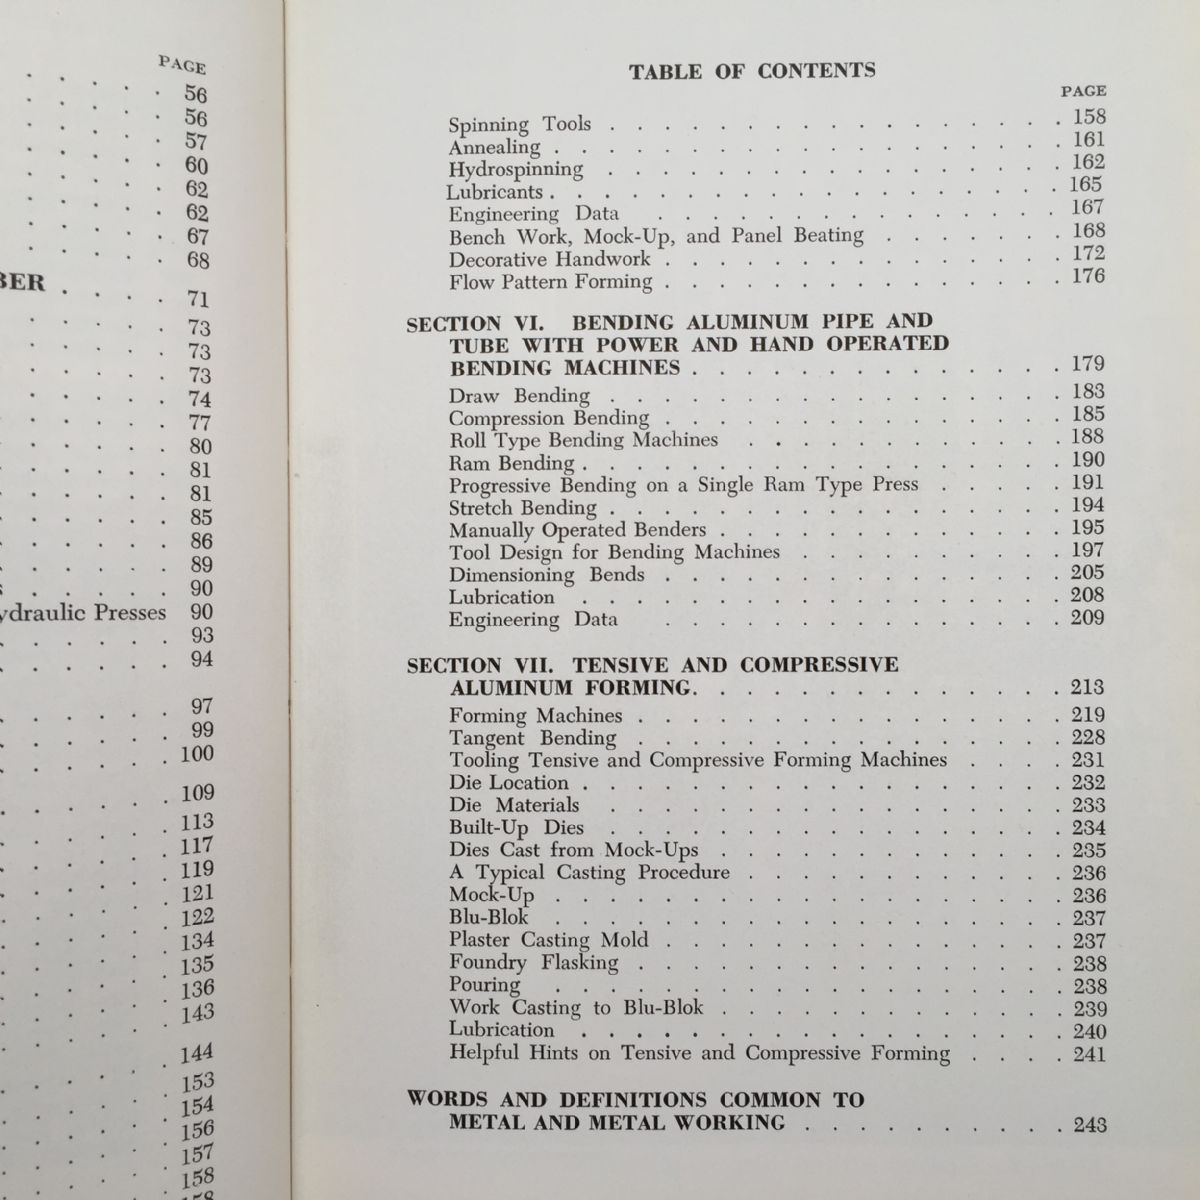 PAGE
56
56
57
60
62
62
67
68
BER . . . . 71
73
73
73
74
77
80
81
81
85
86
89
90
ydraulic Presses 90
93
94
97
99
100
109
113
117
119
121
122
134
135
136
143
144
153
154
156
157
158
TABLE OF CONTENTS
PAGE
Spinning Tools . . . . . . . . . . . . . . . . . 158
Annealing . . . . . . . . . . . . . . . . . . . 161
Hydrospinning . . . . . . . . . . . . . . . . . 162
Lubricants . . . . . . . . . . . . . . . . . . . 165
Engineering Data . . . . . . . . . . . . . . . 167
Bench Work, Mock-Up, and Panel Beating . . . . . . . 168
Decorative Handwork . . . . . . . . . . . . . . . 172
Flow Pattern Forming . . . . . . . . . . . . . . . 176
SECTION VI. BENDING ALUMINUM PIPE AND
TUBE WITH POWER AND HAND OPERATED
BENDING MACHINES . . . . . . . . . . . . . . 179
Draw Bending . . . . . . . . . . . . . . . . . 183
Compression Bending . . . . . . . . . . . . . . . 185
Roll Type Bending Machines . . . . . . . . . . . 188
Ram Bending . . . . . . . . . . . . . . . . . . 190
Progressive Bending on a Single Ram Type Press . . . . . 191
Stretch Bending . . . . . . . . . . . . . . . . . 194
Manually Operated Benders . . . . . . . . . . . . . 195
Tool Design for Bending Machines . . . . . . . . . . 197
Dimensioning Bends . . . . . . . . . . . . . . . 205
Lubrication . . . . . . . . . . . . . . . . . . 208
Engineering Data . . . . . . . . . . . . . . . 209
SECTION VII. TENSIVE AND COMPRESSIVE
ALUMINUM FORMING . . . . . . . . . . . . . . 213
Forming Machines . . . . . . . . . . . . . . . . 219
Tangent Bending . . . . . . . . . . . . . . . . 228
Tooling Tensive and Compressive Forming Machines . . . . 231
Die Location . . . . . . . . . . . . . . . . . . 232
Die Materials . . . . . . . . . . . . . . . . . 233
Built-Up Dies . . . . . . . . . . . . . . . . . 234
Dies Cast from Mock-Ups . . . . . . . . . . . . . 235
A Typical Casting Procedure . . . . . . . . . . . . 236
Mock-Up . . . . . . . . . . . . . . . . . . . 236
Blu-Blok . . . . . . . . . . . . . . . . . . . 237
Plaster Casting Mold . . . . . . . . . . . . . . . 237
Foundry Flasking . . . . . . . . . . . . . . . . 238
Pouring . . . . . . . . . . . . . . . . . . . 238
Work Casting to Blu-Blok . . . . . . . . . . . . . 239
Lubrication . . . . . . . . . . . . . . . . . . 240
Helpful Hints on Tensive and Compressive Forming . . . . 241
WORDS AND DEFINITIONS COMMON TO
METAL AND METAL WORKING . . . . . . . . . . 243